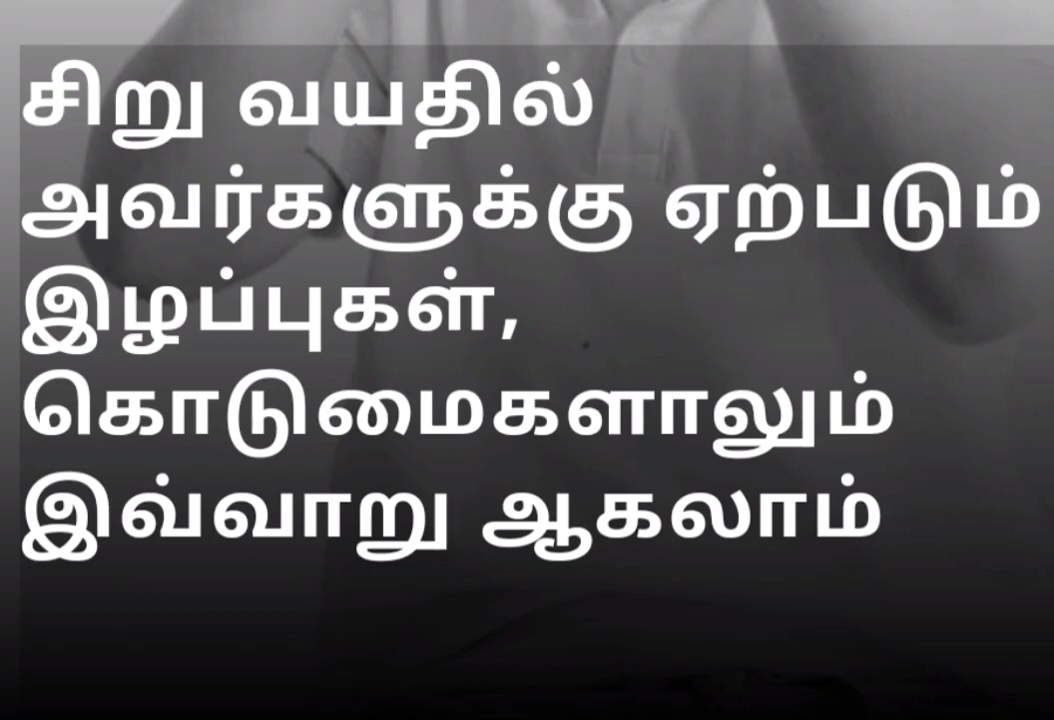 சிறு வயதில்
அவர்களுக்கு ஏற்படும்
இழப்புகள்,
கொடுமைகளாலும்
இவ்வாறு ஆகலாம்